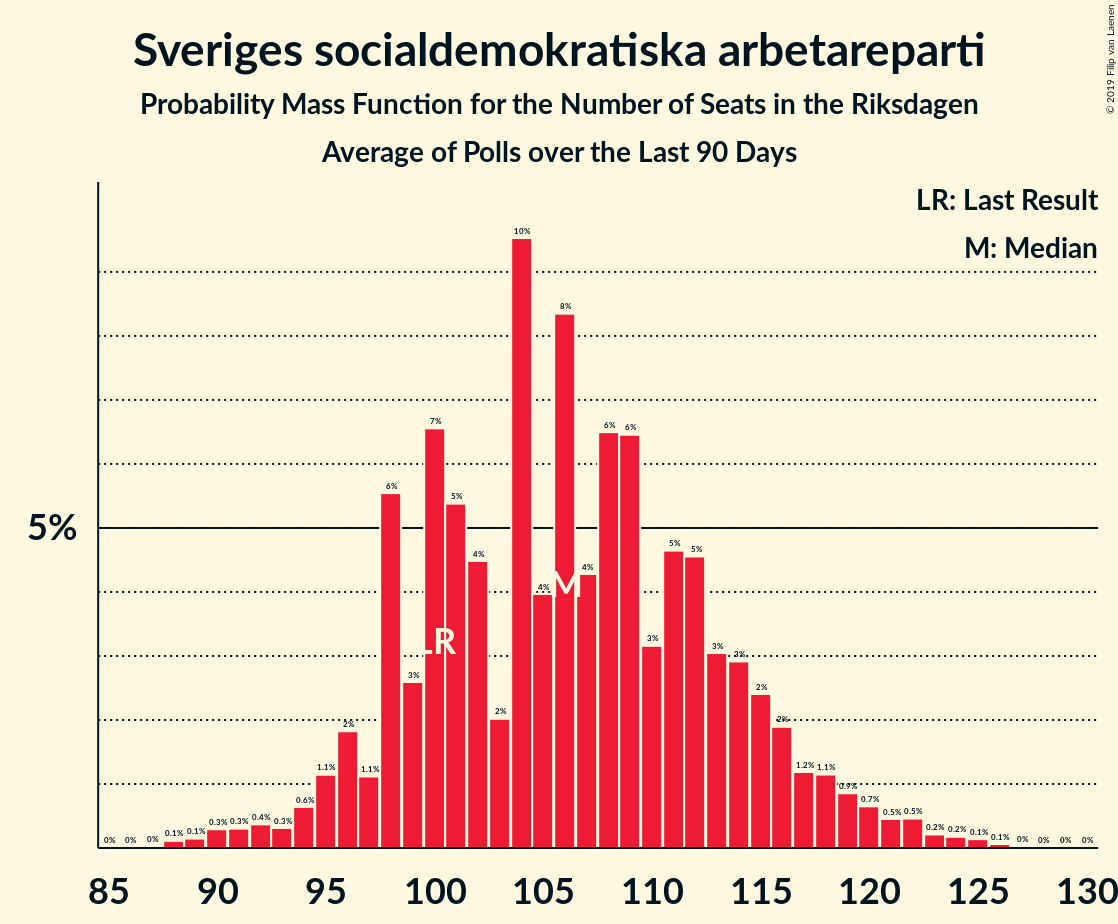 Sveriges socialdemokratiska arbetareparti
Probability Mass Function for the Number of Seats in the Riksdagen
Average of Polls over the Last 90 Days
© 2019 Filip van Laenen
LR: Last Result
M: Median
5%
0% 0% 0% 0.1% 0.1% 0.3% 0.3% 0.4% 0.3% 0.6% 1.1% 2% 1.1% 6% 3% 7% 5% 4% 2% 10% 4% 8% 4% 6% 6% 3% 5% 5% 3% 3% 2% 2% 1.2% 1.1% 0.9% 0.7% 0.5% 0.5% 0.2% 0.2% 0.1% 0.1% 0% 0% 0% 0%
M
LR
85 90 95 100 105 110 115 120 125 130